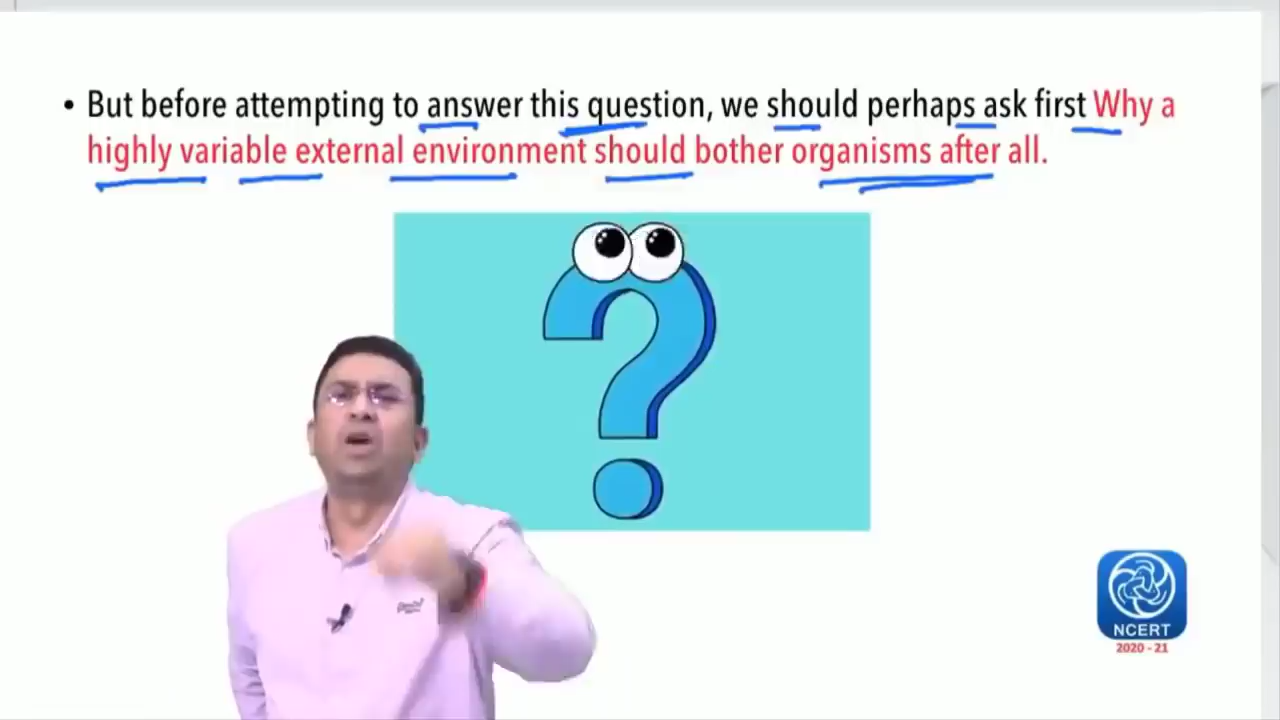 • But before attempting to answer this question, we should perhaps ask first Why a
highly variable external environment should bother organisms after all.
NCERT
2020 - 21